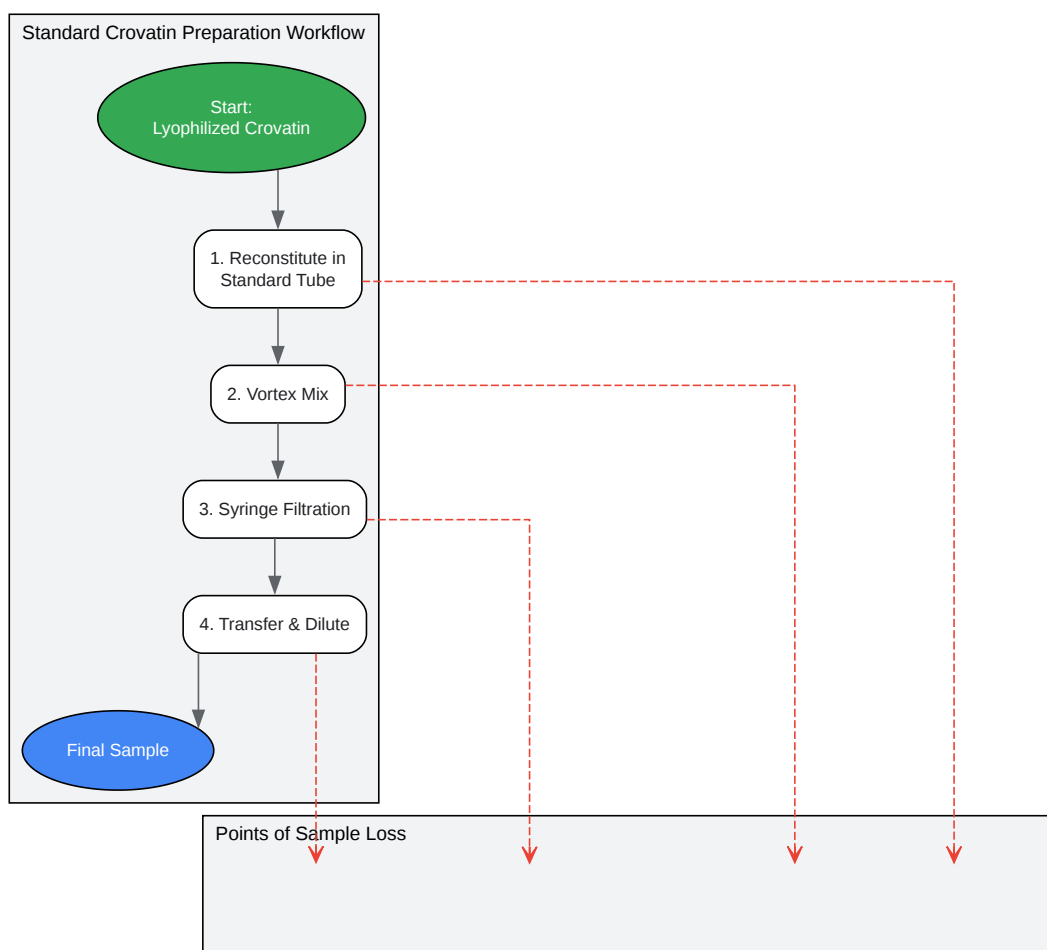 Standard Crovatin Preparation Workflow
Start:
Lyophilized Crovatin
1. Reconstitute in
Standard Tube
2. Vortex Mix
3. Syringe Filtration
4. Transfer & Dilute
Final Sample
Points of Sample Loss